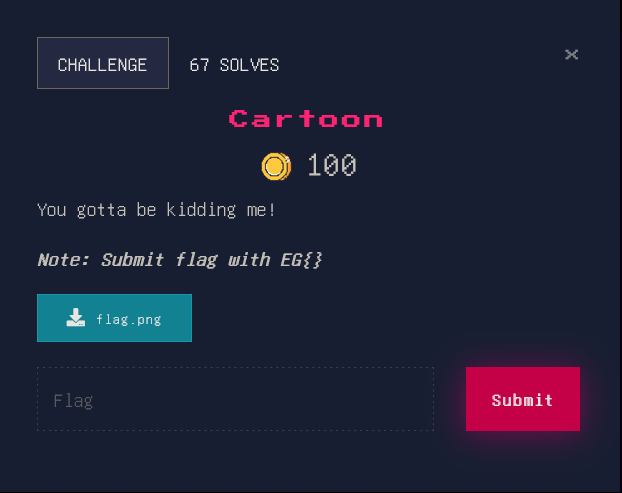 CHALLENGE 67 SOLVES ×
Cartoon
100
You gotta be kidding me!
Note: Submit flag with EG{}
flag.png
Flag
Submit